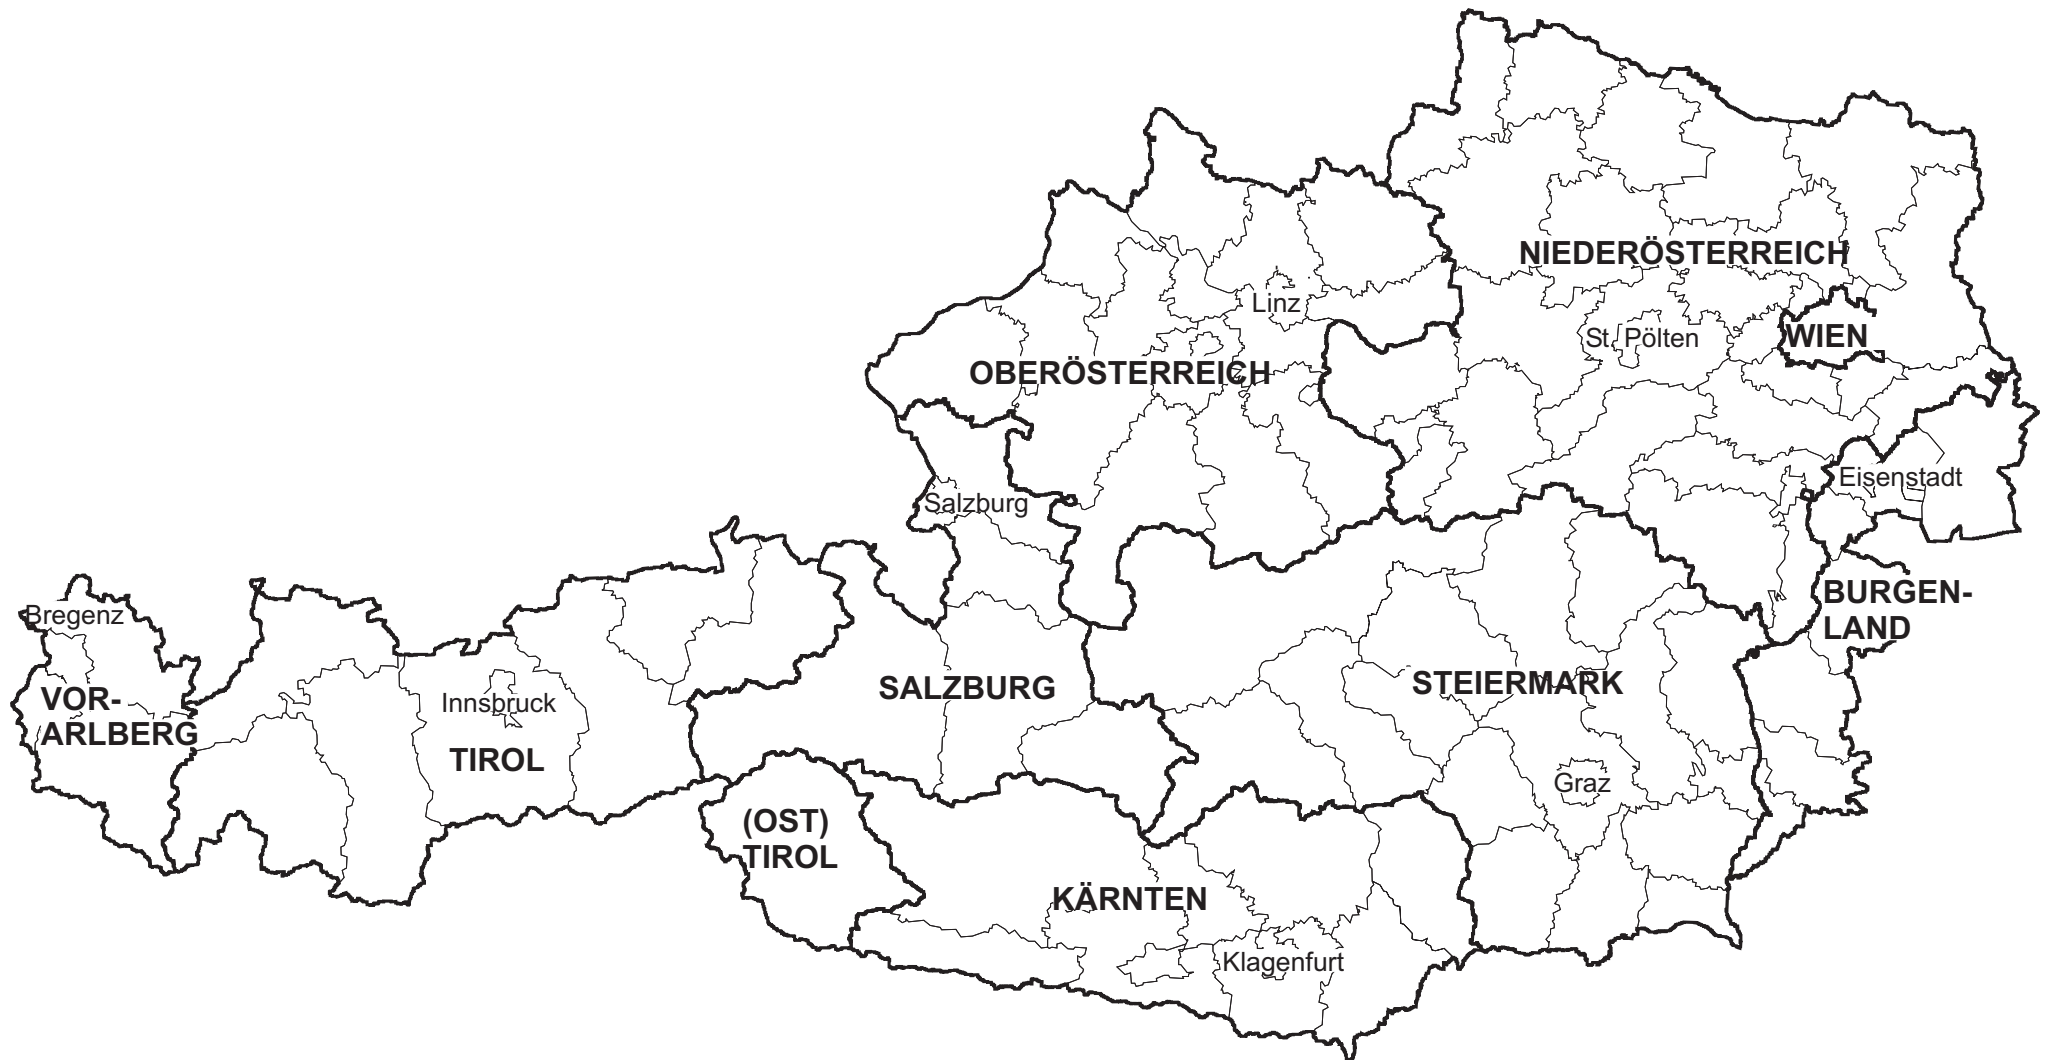 NIEDERÖSTERREICH
Linz
St. Pölten
WIEN
OBERÖSTERREICH
Eisenstadt
Salzburg
BURGEN-
LAND
Bregenz
STEIERMARK
SALZBURG
VOR-
ARLBERG
Innsbruck
TIROL
Graz
(OST)
TIROL
KÄRNTEN
Klagenfurt